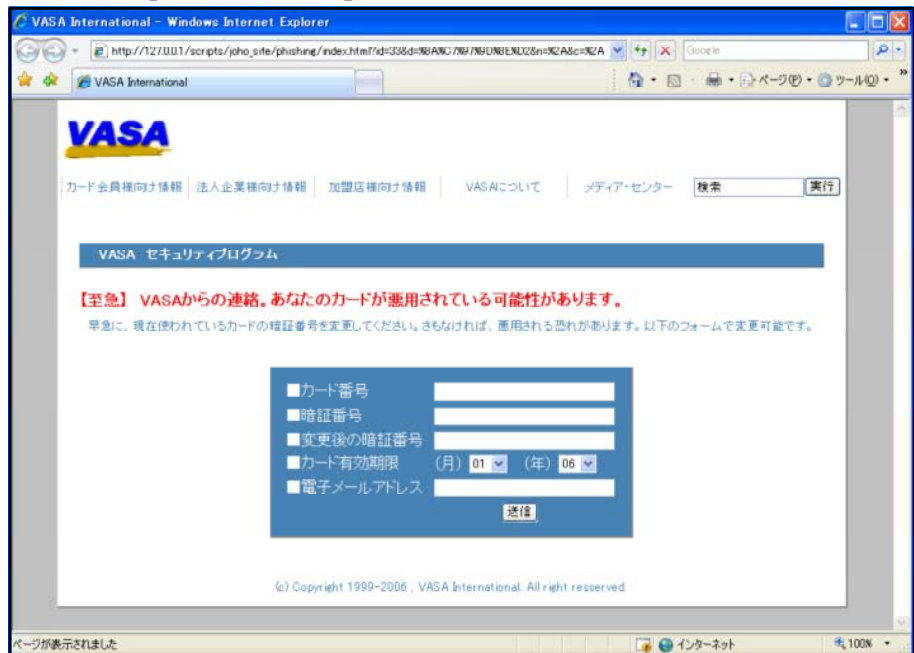 VASA International - Windows Internet Explorer
Google
VASA International
ページ(P)
ツール(O)
VASA
カード会員様向け情報
法人企業様向け情報
加盟店様向け情報
VASAについて
メディア・センター
検索
実行
VASA セキュリティプログラム
【至急】 VASAからの連絡。あなたのカードが悪用されている可能性があります。
早急に、現在使われているカードの暗証番号を変更してください。さもなければ、悪用される恐れがあります。以下のフォームで変更可能です。
■カード番号
■暗証番号
■変更後の暗証番号
■カード有効期限 (月) 01 (年) 06
■電子メールアドレス
送信
(c) Copyright 1999-2006 , VASA International. All right resserved.
ページが表示されました
インターネット
100%